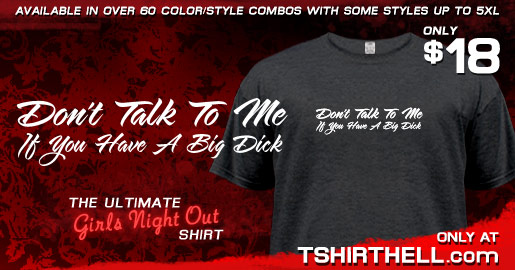 AVAILABLE IN OVER 60 COLOR/STYLE COMBOS WITH SOME STYLES UP TO 5XL
ONLY
$18
Don't Talk To Me
If You Have A Big Dick
Don't Talk To Me
If You Have A Big Dick
THE ULTIMATE
Girls Night Out
SHIRT
ONLY AT
TSHIRTHELL.com